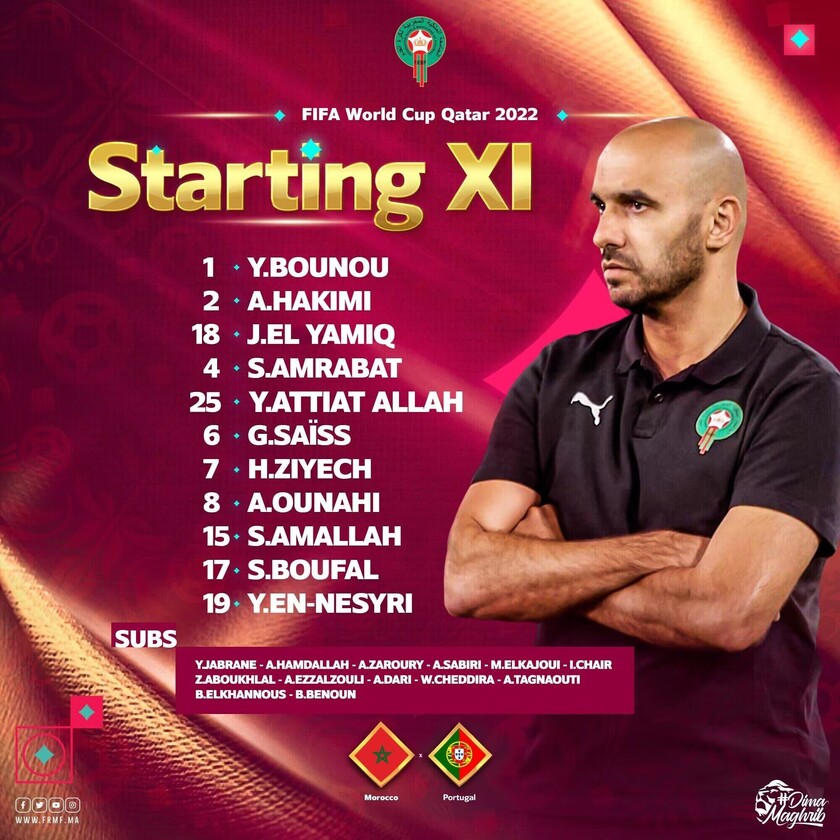 FIFA World Cup Qatar 2022
Starting XI
1 Y.BOUNOU
2 A.HAKIMI
18 J.EL YAMIQ
4 S.AMRABAT
25 Y.ATTIAT ALLAH
6 G.SAÏSS
7 H.ZIYECH
8 A.OUNAHI
15 S.AMALLAH
17 S.BOUFAL
19 Y.EN-NESYRI
SUBS
Y.JABRANE - A.HAMDALLAH - A.ZAROURY - A.SABIRI - M.ELKAJOUI - I.CHAIR
Z.ABOUKHLAL - A.EZZALZOULI - A.DARI - W.CHEDDIRA - A.TAGNAOUTI
B.ELKHANNOUS - B.BENOUN
x
Morocco Portugal
WWW.FRMF.MA
#Dima
Maghrib